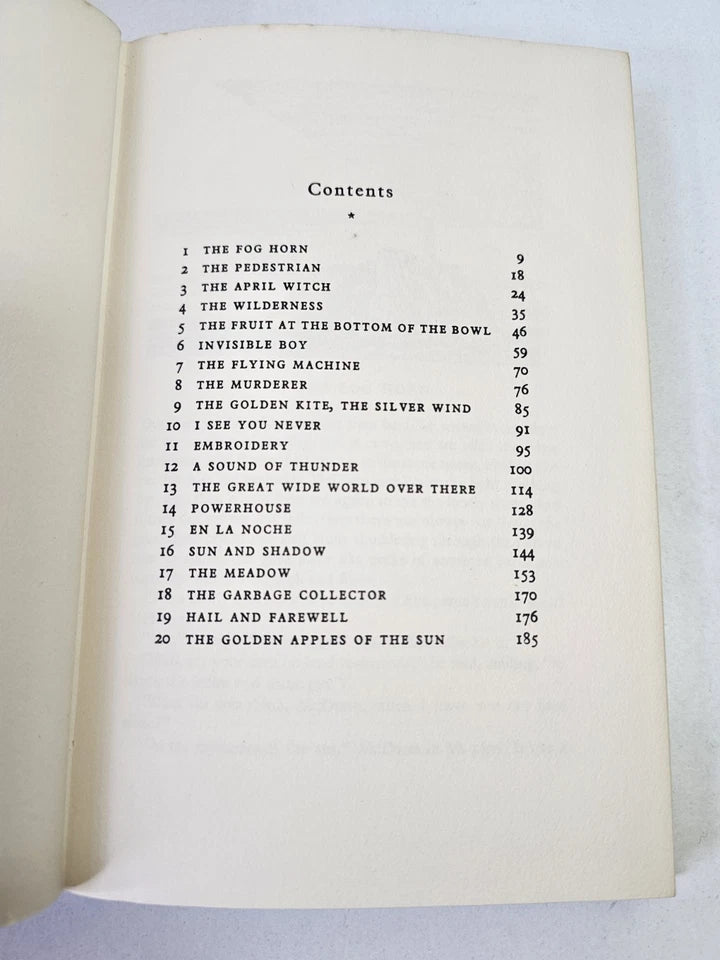 Contents
*
1 THE FOG HORN 9
2 THE PEDESTRIAN 18
3 THE APRIL WITCH 24
4 THE WILDERNESS 35
5 THE FRUIT AT THE BOTTOM OF THE BOWL 46
6 INVISIBLE BOY 59
7 THE FLYING MACHINE 70
8 THE MURDERER 76
9 THE GOLDEN KITE, THE SILVER WIND 85
10 I SEE YOU NEVER 91
11 EMBROIDERY 95
12 A SOUND OF THUNDER 100
13 THE GREAT WIDE WORLD OVER THERE 114
14 POWERHOUSE 128
15 EN LA NOCHE 139
16 SUN AND SHADOW 144
17 THE MEADOW 153
18 THE GARBAGE COLLECTOR 170
19 HAIL AND FAREWELL 176
20 THE GOLDEN APPLES OF THE SUN 185